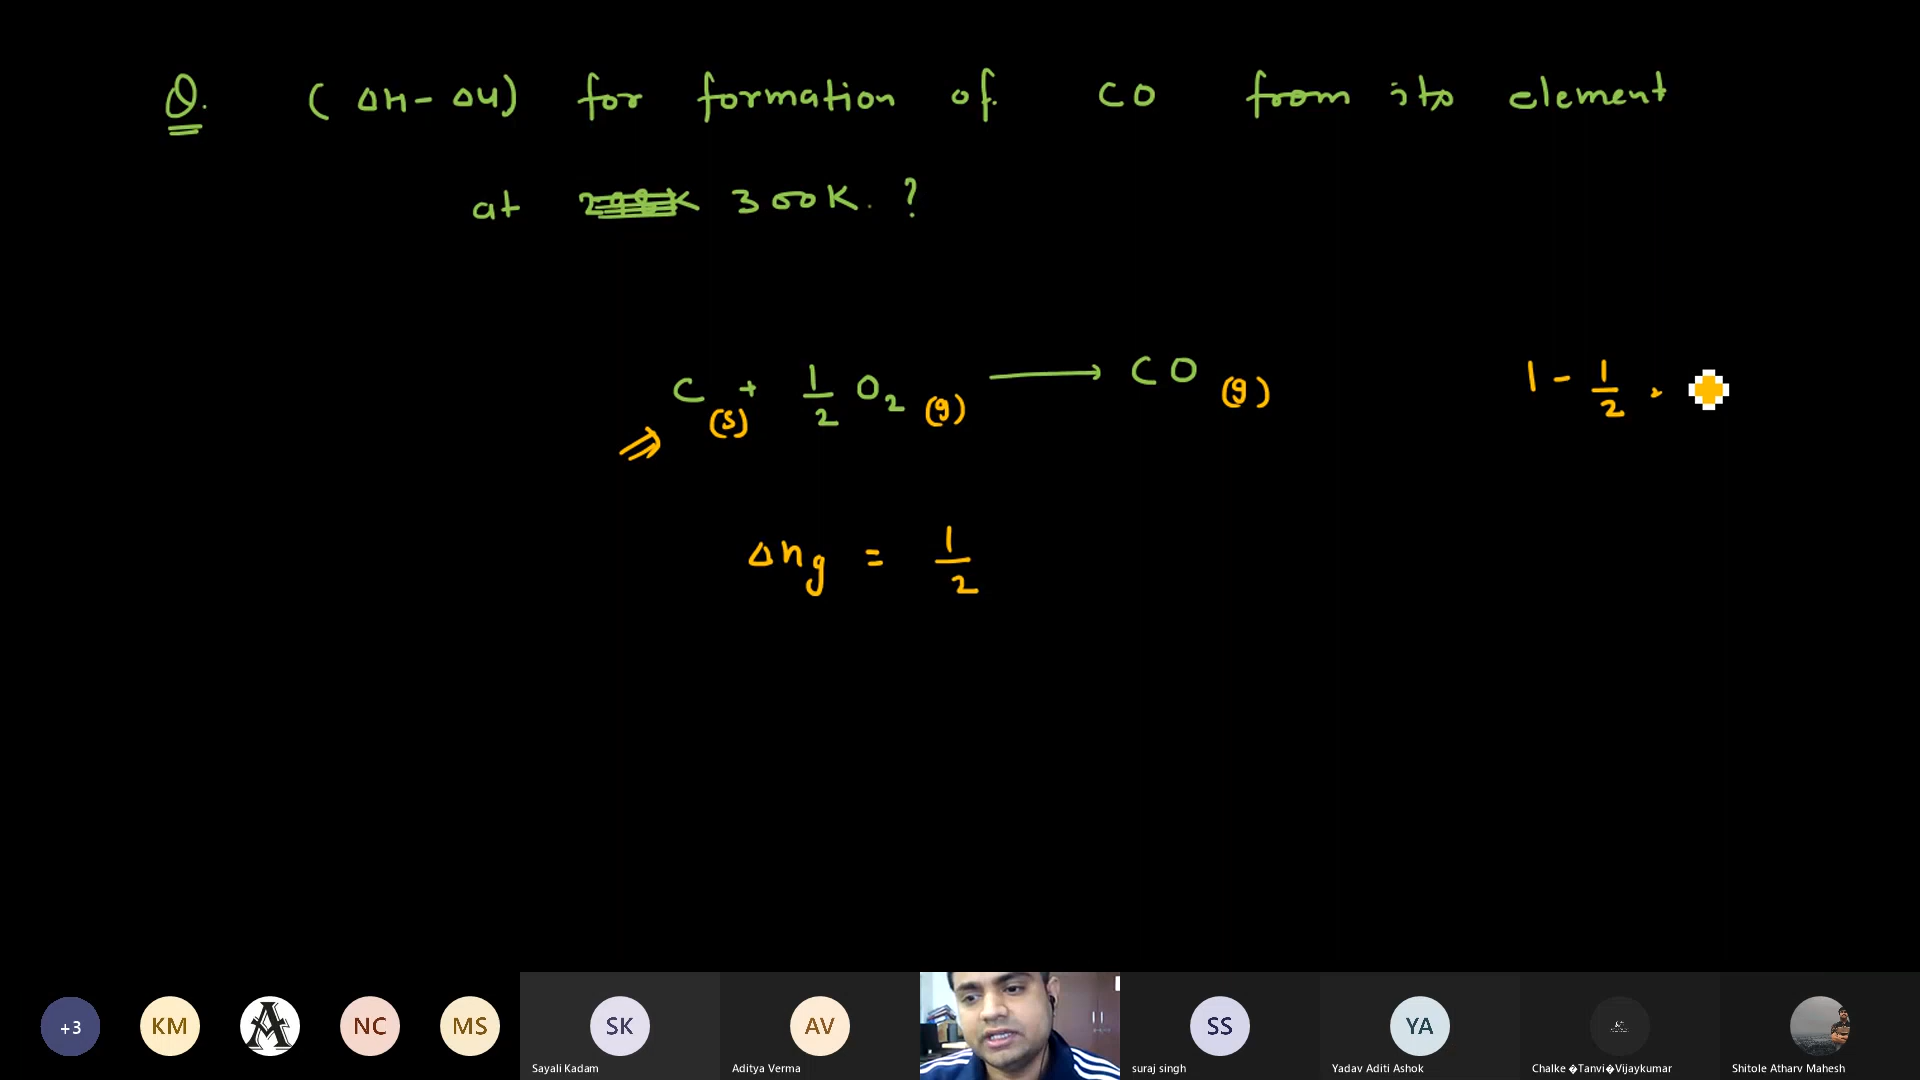 Q. (ΔH - ΔU) for formation of CO from its element
at 298K 300K. ?
C(s) + 1/2 O2(g) ⟶ CO(g)
1 - 1/2
⇒
Δng = 1/2
+3
KM
NC
MS
SK
AV
SS
YA
Sayali Kadam
Aditya Verma
suraj singh
Yadav Aditi Ashok
Chalke �Tanvi�Vijaykumar
Shitole Atharv Mahesh